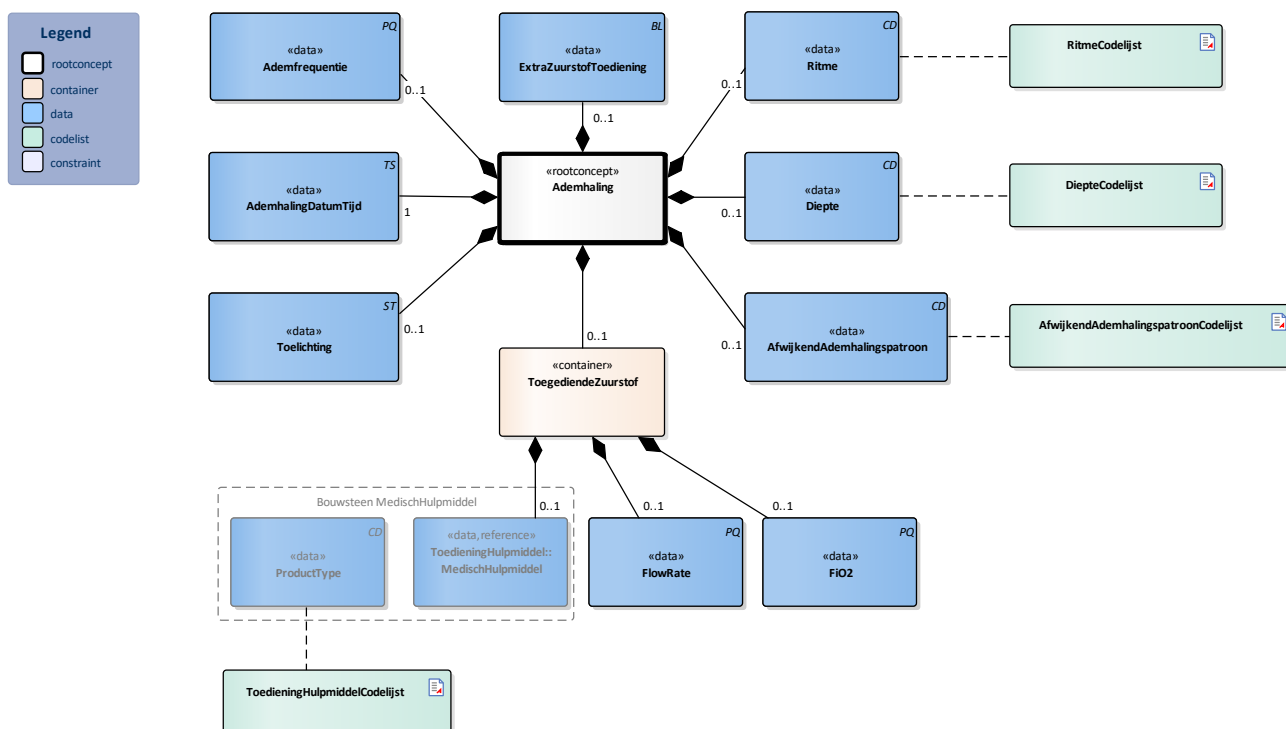 Legend
rootconcept
container
data
codelist
constraint
PQ
«data»
Ademfrequentie
0..1
BL
«data»
ExtraZuurstofToediening
0..1
CD
«data»
Ritme
0..1
RitmeCodelijst
TS
«data»
AdemhalingDatumTijd
1
«rootconcept»
Ademhaling
CD
«data»
Diepte
0..1
DiepteCodelijst
ST
«data»
Toelichting
0..1
0..1
CD
«data»
AfwijkendAdemhalingspatroon
0..1
AfwijkendAdemhalingspatroonCodelijst
«container»
ToegediendeZuurstof
Bouwsteen MedischHulpmiddel
CD
«data»
ProductType
0..1
«data,reference»
ToedieningHulpmiddel::
MedischHulpmiddel
0..1
PQ
«data»
FlowRate
0..1
PQ
«data»
FiO2
ToedieningHulpmiddelCodelijst